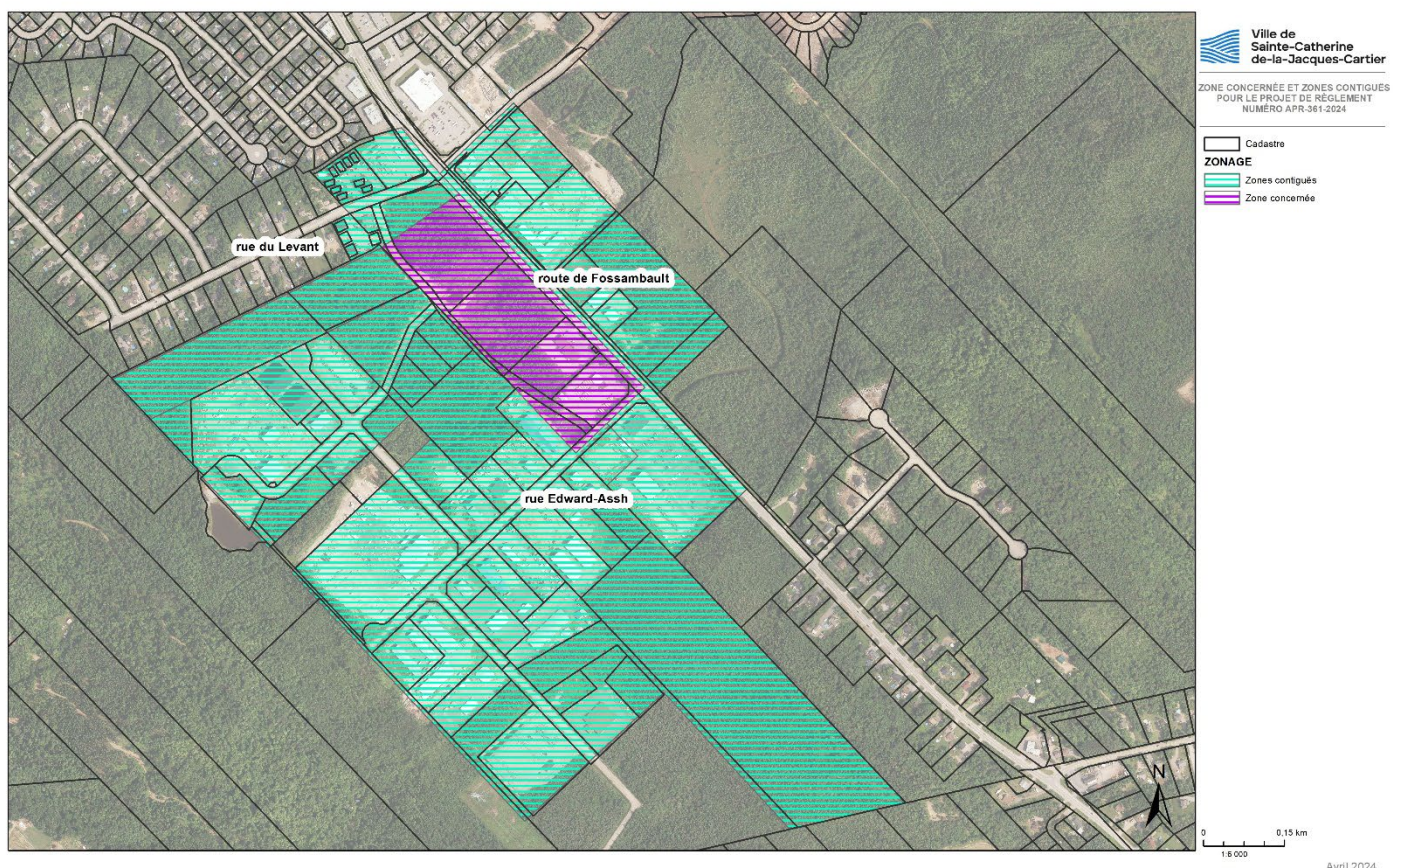 Ville de
Sainte-Catherine
de-la-Jacques-Cartier
ZONE CONCERNÉE ET ZONES CONTIGUËS
POUR LE PROJET DE RÈGLEMENT
NUMÉRO APR-361-2024
Cadastre
ZONAGE
Zones contiguës
Zone concernée
rue du Levant
route de Fossambault
rue Edward-Assh
N
0 0,15 km
1:6 000
Avril 2024